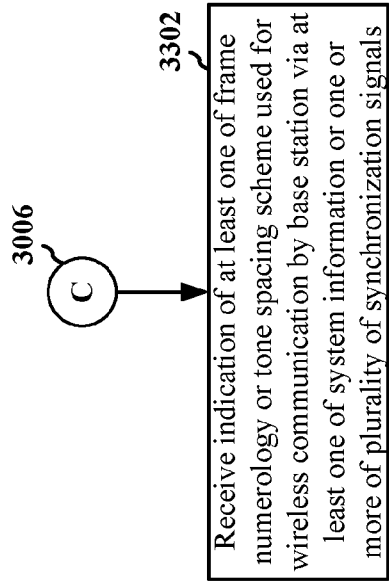 3006
C
3302
Receive indication of at least one of frame
numerology or tone spacing scheme used for
wireless communication by base station via at
least one of system information or one or
more of plurality of synchronization signals